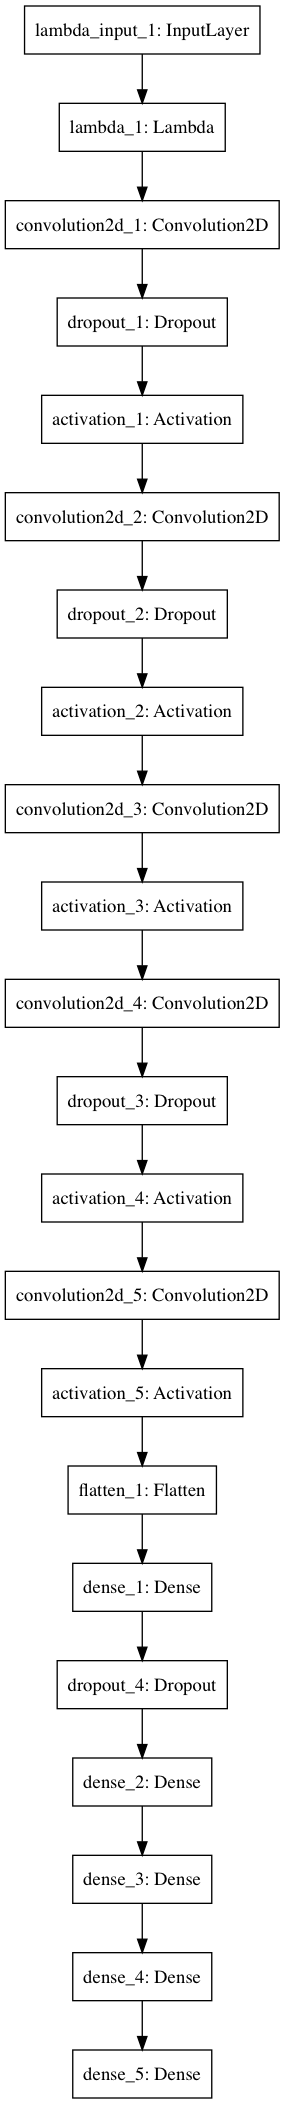 lambda_input_1: InputLayer
lambda_1: Lambda
convolution2d_1: Convolution2D
dropout_1: Dropout
activation_1: Activation
convolution2d_2: Convolution2D
dropout_2: Dropout
activation_2: Activation
convolution2d_3: Convolution2D
activation_3: Activation
convolution2d_4: Convolution2D
dropout_3: Dropout
activation_4: Activation
convolution2d_5: Convolution2D
activation_5: Activation
flatten_1: Flatten
dense_1: Dense
dropout_4: Dropout
dense_2: Dense
dense_3: Dense
dense_4: Dense
dense_5: Dense